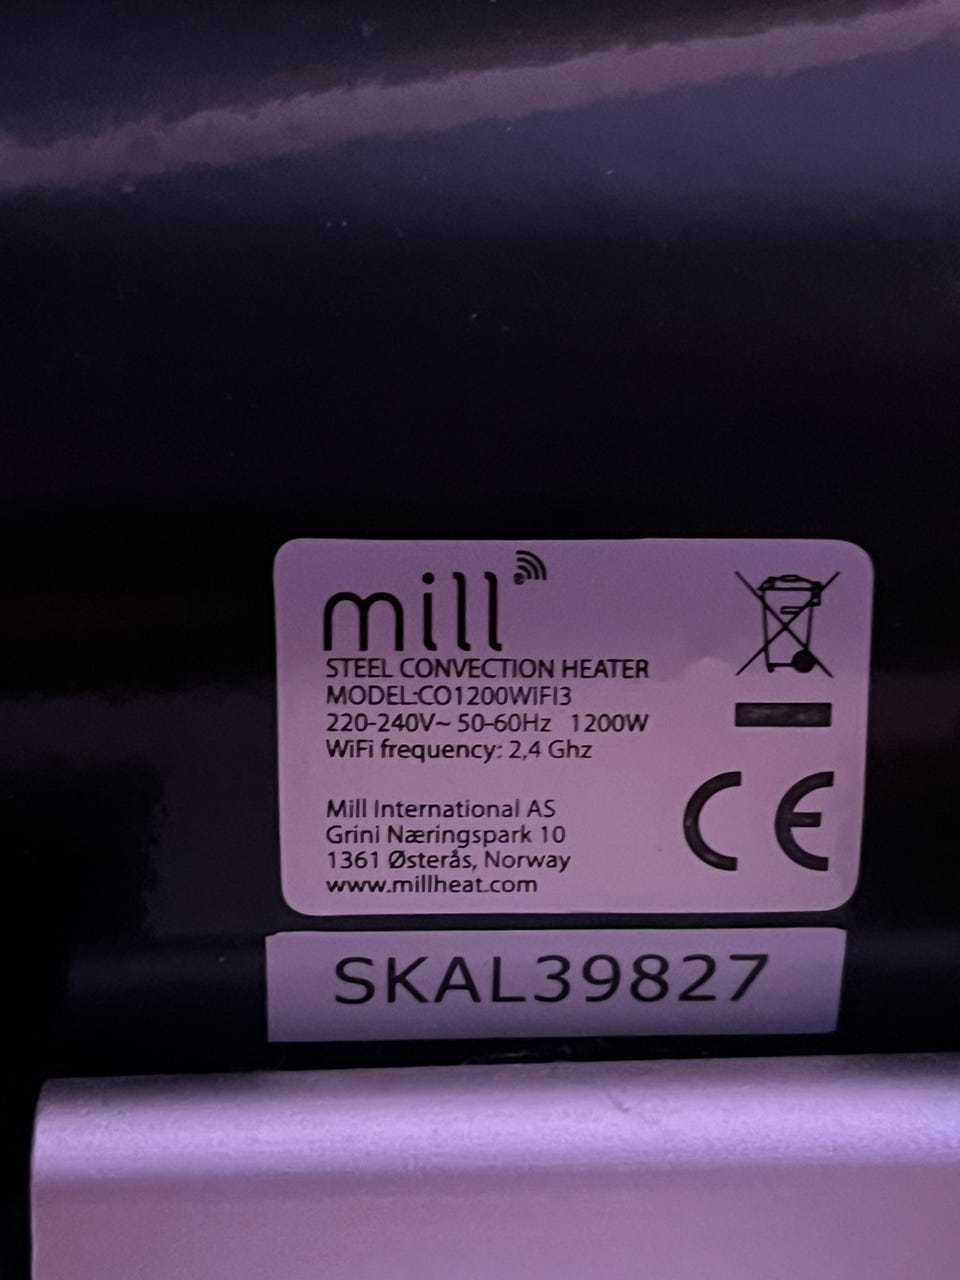 mill
STEEL CONVECTION HEATER
MODEL:CO1200WIFI3
220-240V~ 50-60Hz 1200W
WiFi frequency: 2,4 Ghz
Mill International AS
Grini Næringspark 10
1361 Østerås, Norway
www.millheat.com
CE
SKAL39827